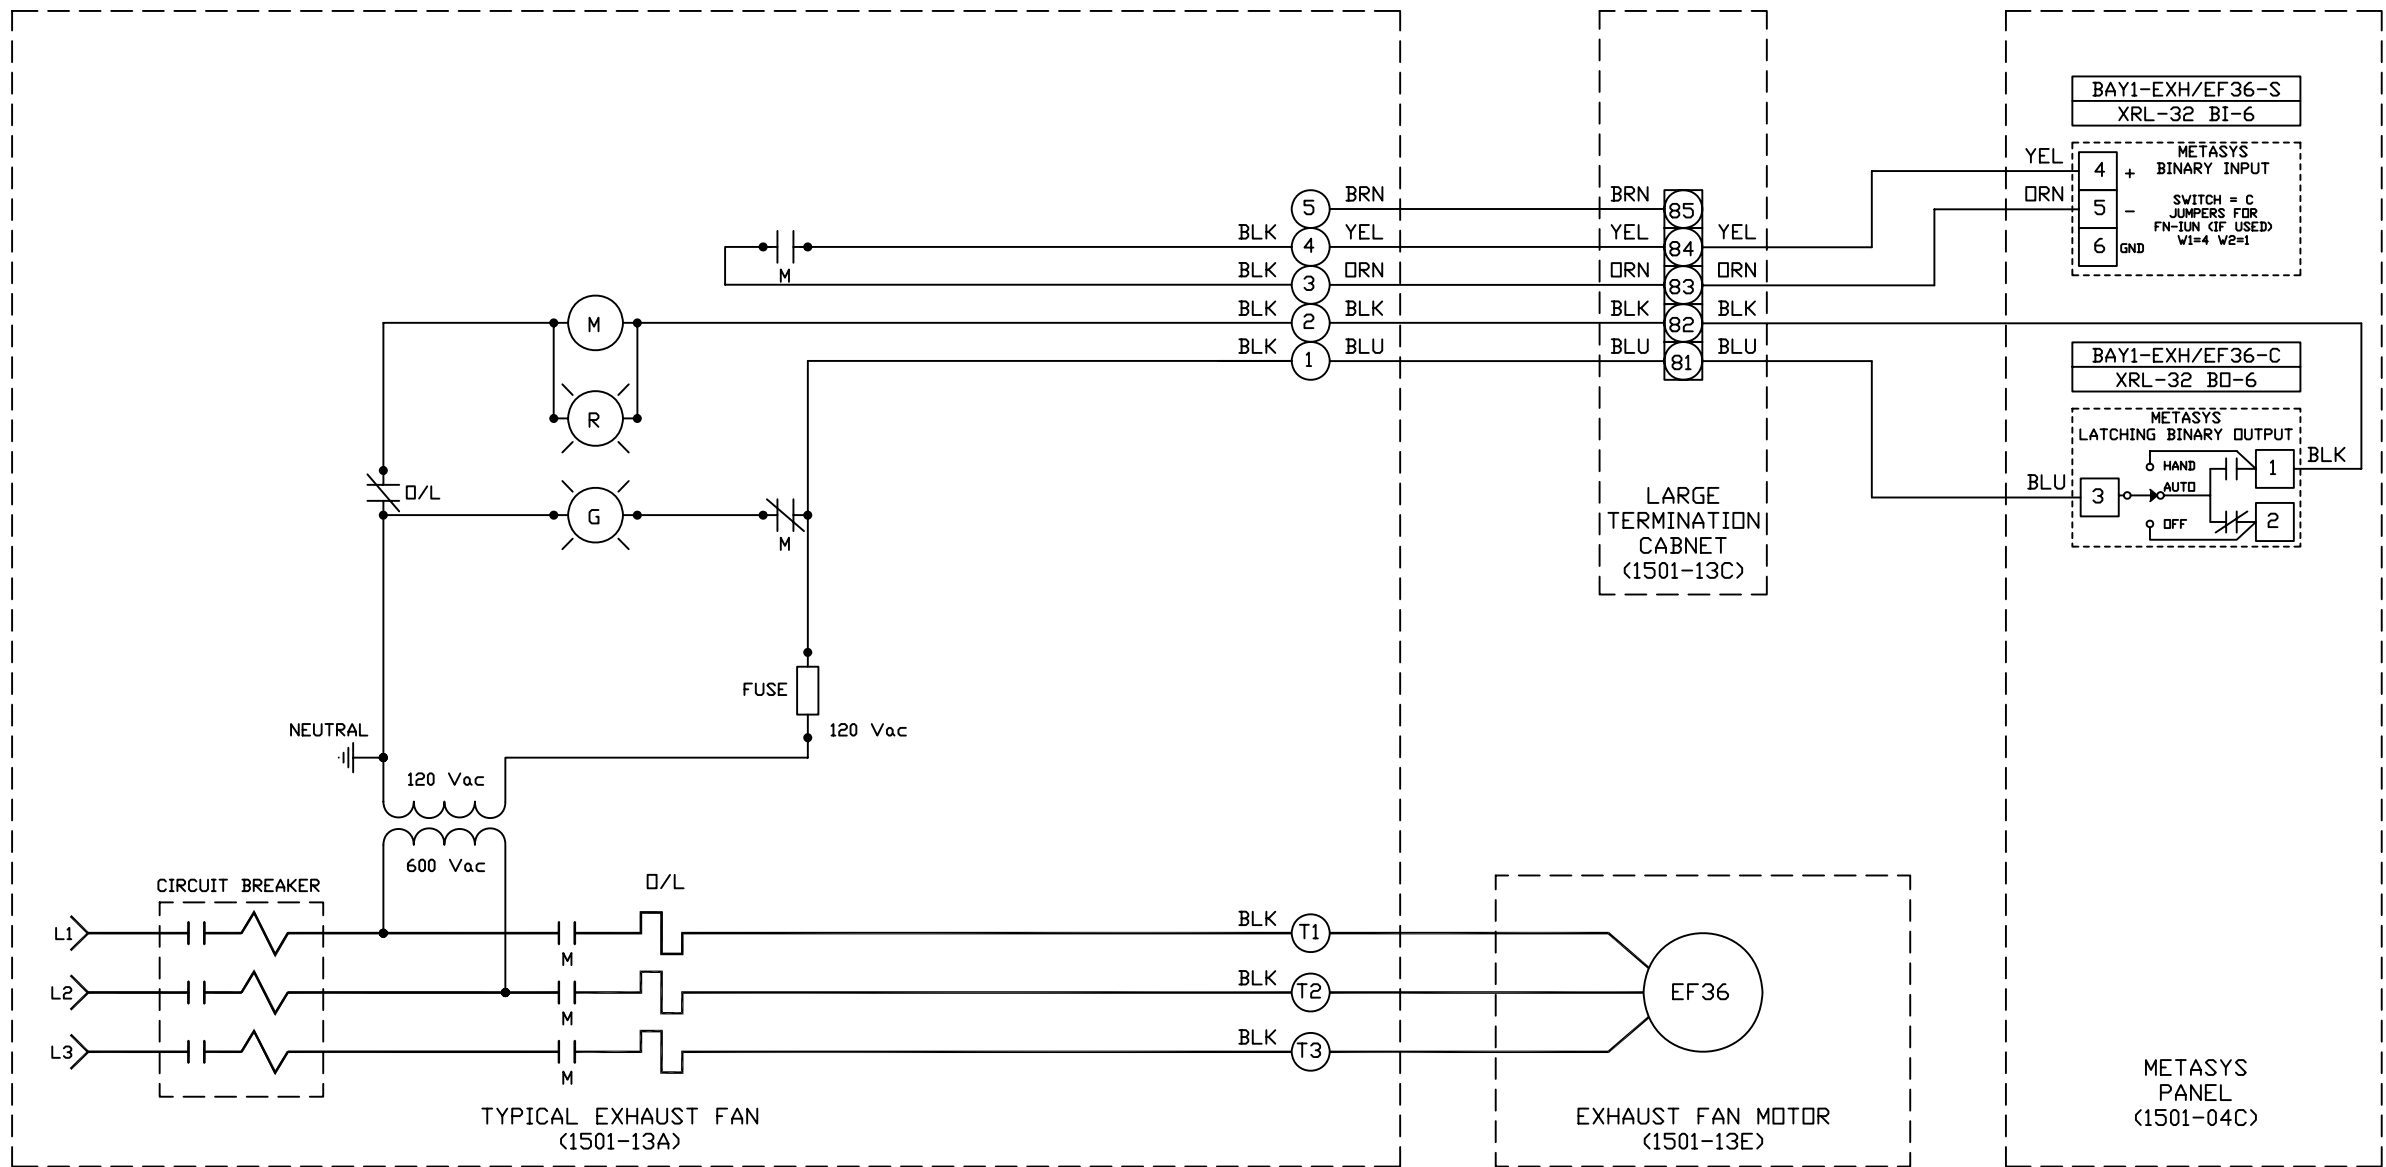 BAY1-EXH/EF36-S
XRL-32 BI-6
METASYS
BINARY INPUT
SWITCH = C
JUMPERS FOR
FN-IUN (IF USED)
W1=4 W2=1
YEL 4 +
ORN 5 -
6 GND
5 BRN BRN 85
BLK 4 YEL YEL 84 YEL
M
BLK 3 ORN ORN 83 ORN
M BLK 2 BLK BLK 82 BLK
BLK 1 BLU BLU 81 BLU
BAY1-EXH/EF36-C
XRL-32 BO-6
METASYS
LATCHING BINARY OUTPUT
HAND 1 BLK
BLU 3 AUTO
OFF 2
R
O/L
G
M
LARGE
TERMINATION
CABNET
(1501-13C)
FUSE
NEUTRAL
120 Vac
120 Vac
600 Vac
CIRCUIT BREAKER
O/L
L1 M BLK T1
L2 M BLK T2 EF36
L3 M BLK T3
TYPICAL EXHAUST FAN
(1501-13A)
EXHAUST FAN MOTOR
(1501-13E)
METASYS
PANEL
(1501-04C)